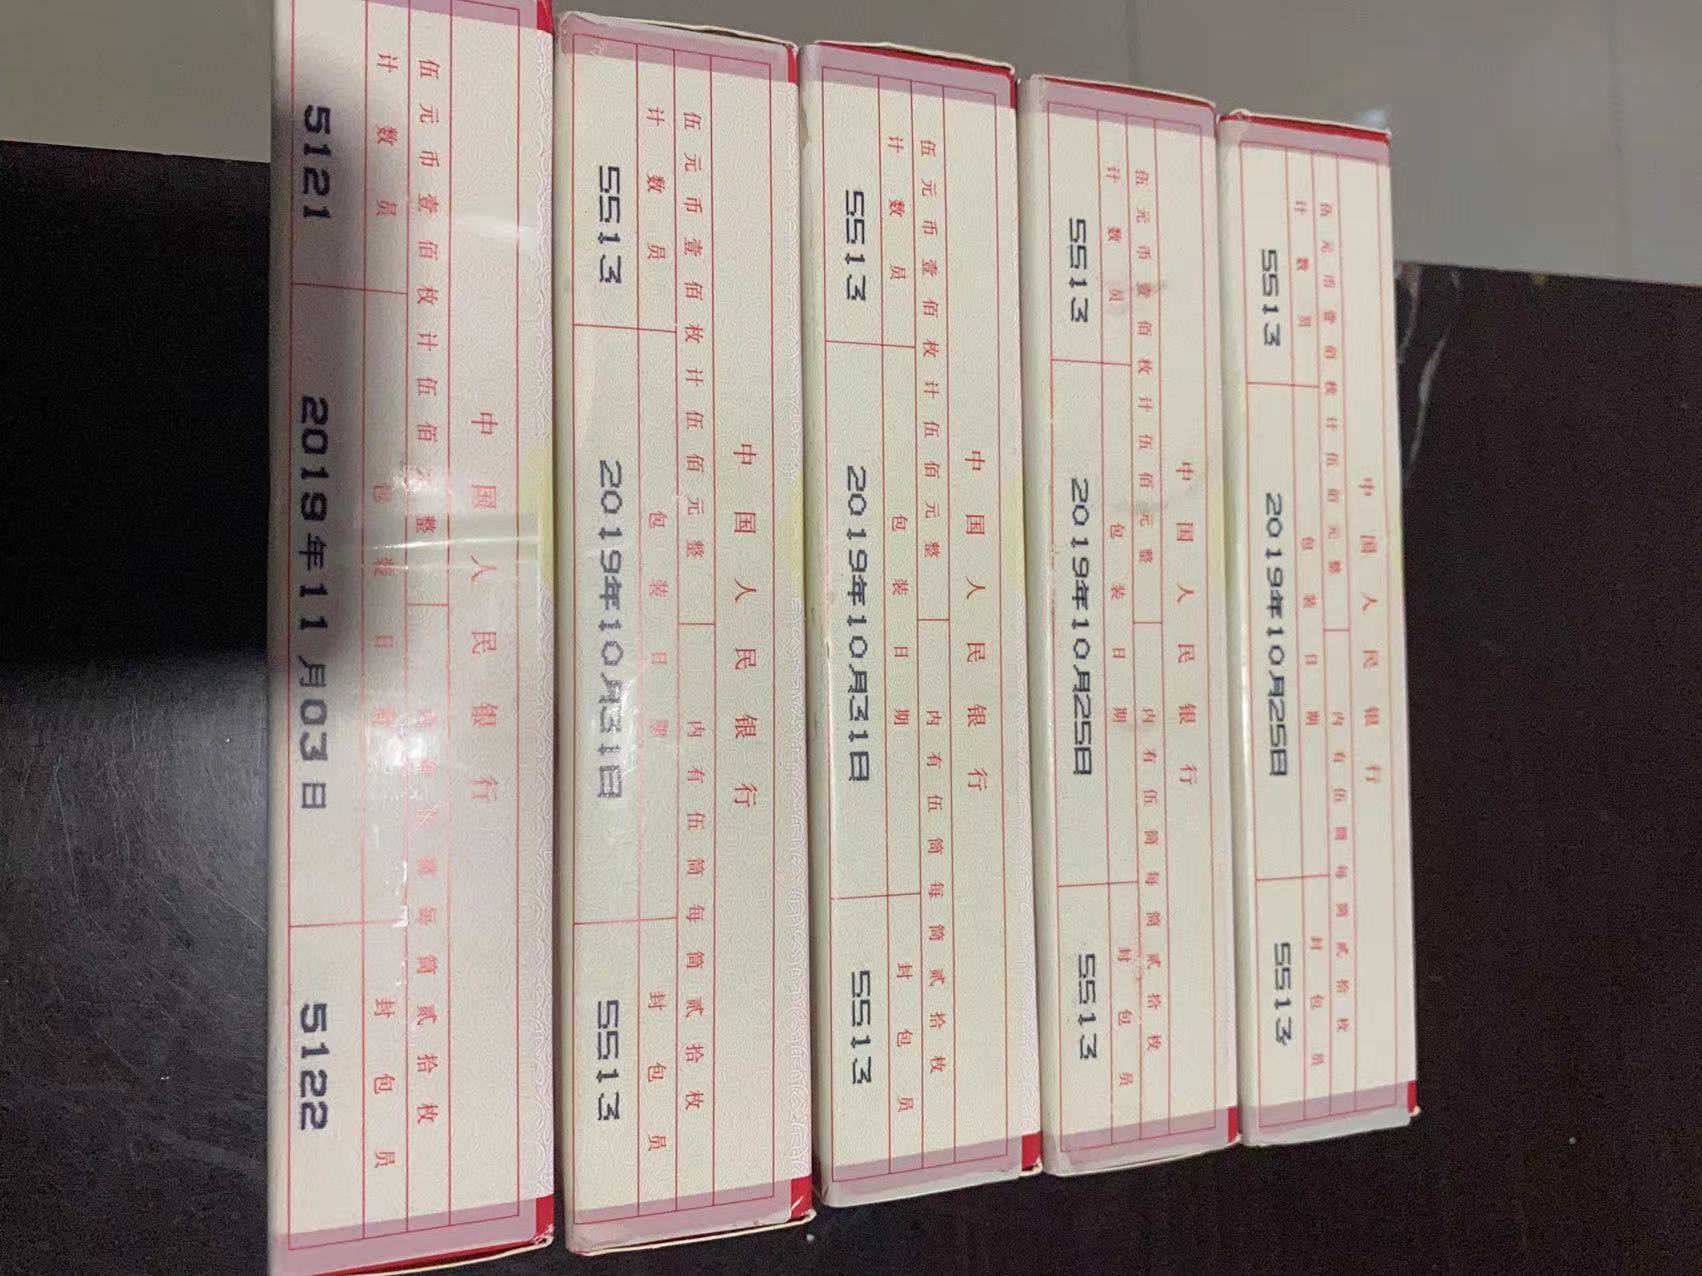 中国人民银行
伍元币壹佰枚计伍佰元整 内有伍筒每筒贰拾枚
计数员 包装日期 封包员
5121 2019年11月03日 5122
中国人民银行
伍元币壹佰枚计伍佰元整 内有伍筒每筒贰拾枚
计数员 包装日期 封包员
5513 2019年10月31日 5513
中国人民银行
伍元币壹佰枚计伍佰元整 内有伍筒每筒贰拾枚
计数员 包装日期 封包员
5513 2019年10月31日 5513
中国人民银行
伍元币壹佰枚计伍佰元整 内有伍筒每筒贰拾枚
计数员 包装日期 封包员
5513 2019年10月25日 5513
中国人民银行
伍元币壹佰枚计伍佰元整 内有伍筒每筒贰拾枚
计数员 包装日期 封包员
5513 2019年10月25日 5513